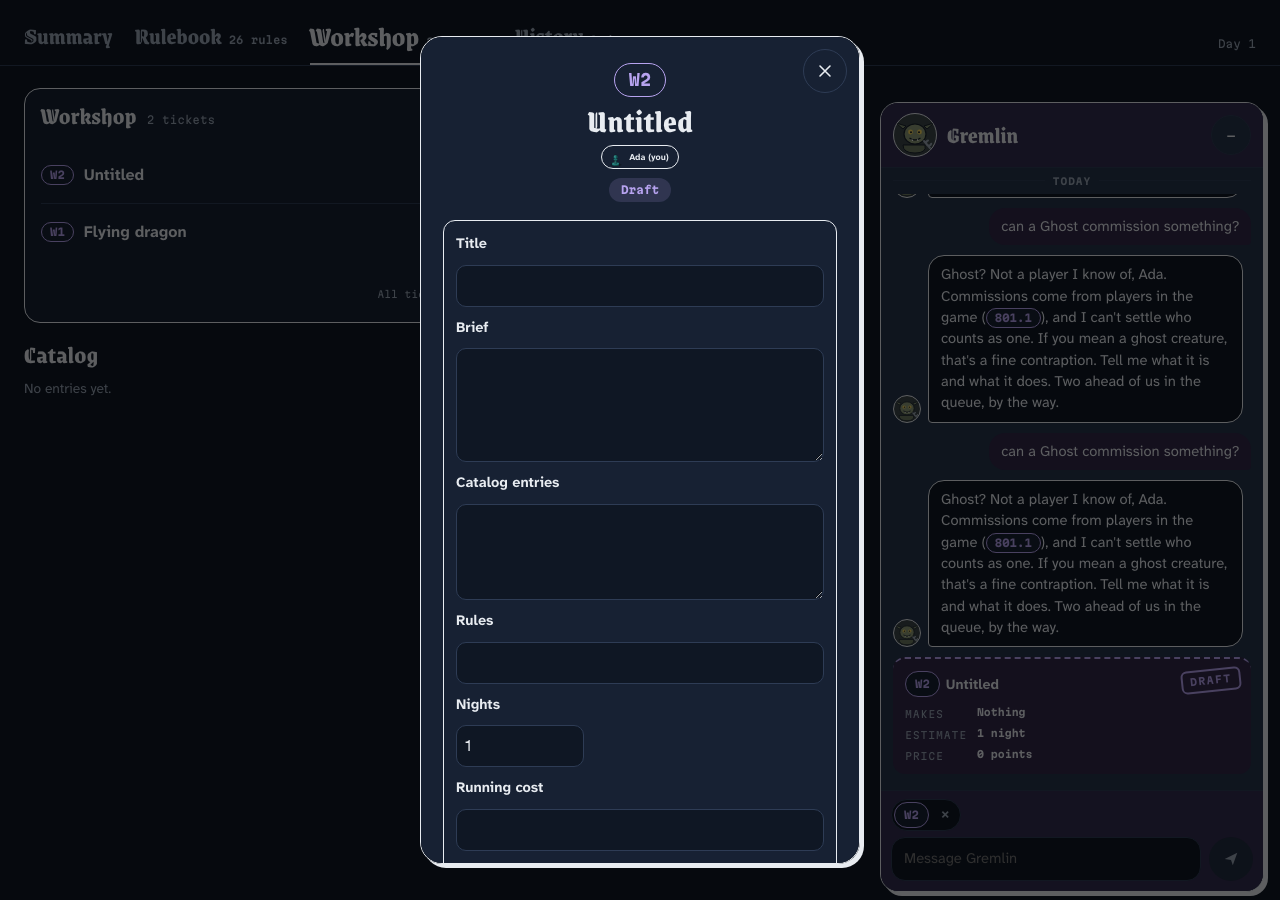 Summary
Rulebook 26 rules
Workshop
History
Day 1
Workshop 2 tickets
W2 Untitled
W1 Flying dragon
Catalog
No entries yet.
W2
Untitled
Ada (you)
Draft
Title
Brief
Catalog entries
Rules
Nights
1
Running cost
Gremlin
TODAY
can a Ghost commission something?
Ghost? Not a player I know of, Ada.
Commissions come from players in the
game (801.1), and I can't settle who
counts as one. If you mean a ghost creature,
that's a fine contraption. Tell me what it is
and what it does. Two ahead of us in the
queue, by the way.
can a Ghost commission something?
Ghost? Not a player I know of, Ada.
Commissions come from players in the
game (801.1), and I can't settle who
counts as one. If you mean a ghost creature,
that's a fine contraption. Tell me what it is
and what it does. Two ahead of us in the
queue, by the way.
W2 Untitled
DRAFT
MAKES Nothing
ESTIMATE 1 night
PRICE 0 points
W2 ×
Message Gremlin